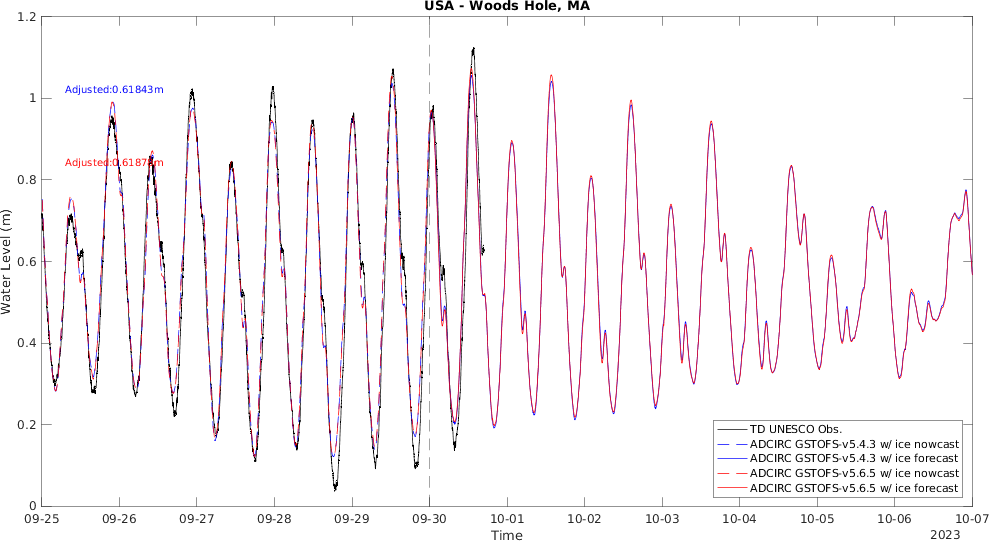 USA - Woods Hole, MA
1.2
1
0.8
0.6
0.4
0.2
0
Water Level (m)
Adjusted:0.61843m
TD UNESCO Obs.
ADCIRC GSTOFS-v5.4.3 w/ ice nowcast
ADCIRC GSTOFS-v5.4.3 w/ ice forecast
ADCIRC GSTOFS-v5.6.5 w/ ice nowcast
ADCIRC GSTOFS-v5.6.5 w/ ice forecast
09-25 09-26 09-27 09-28 09-29 09-30 10-01 10-02 10-03 10-04 10-05 10-06 10-07
Time
2023